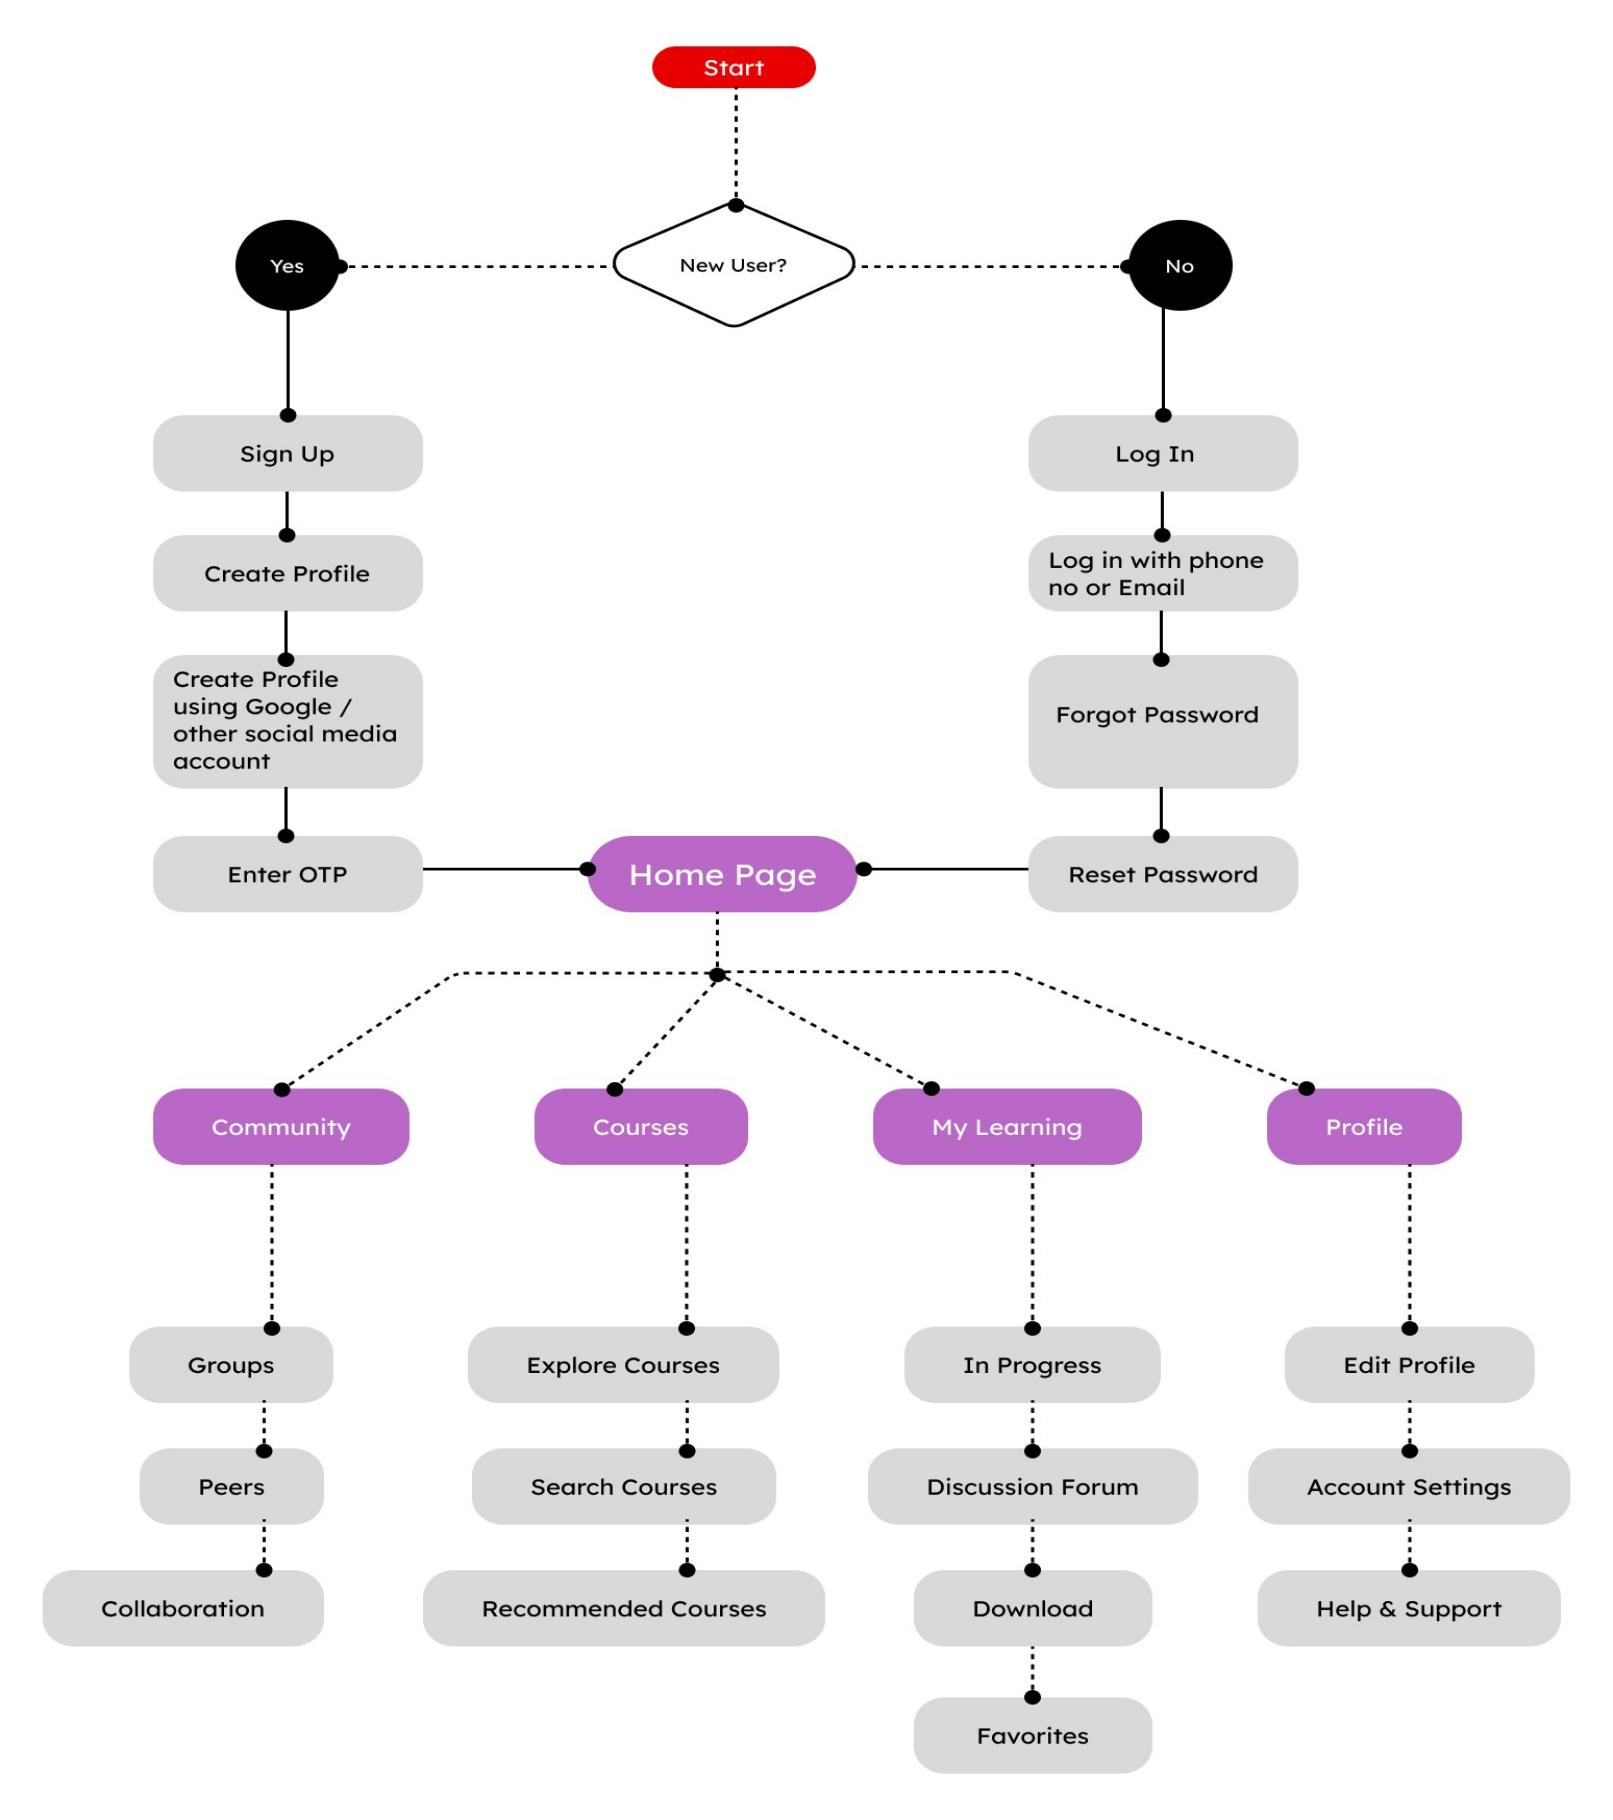 Start
Yes
New User?
No
Sign Up
Log In
Create Profile
Log in with phone
no or Email
Create Profile
using Google /
other social media
account
Forgot Password
Enter OTP
Home Page
Reset Password
Community
Courses
My Learning
Profile
Groups
Explore Courses
In Progress
Edit Profile
Peers
Search Courses
Discussion Forum
Account Settings
Collaboration
Recommended Courses
Download
Help & Support
Favorites